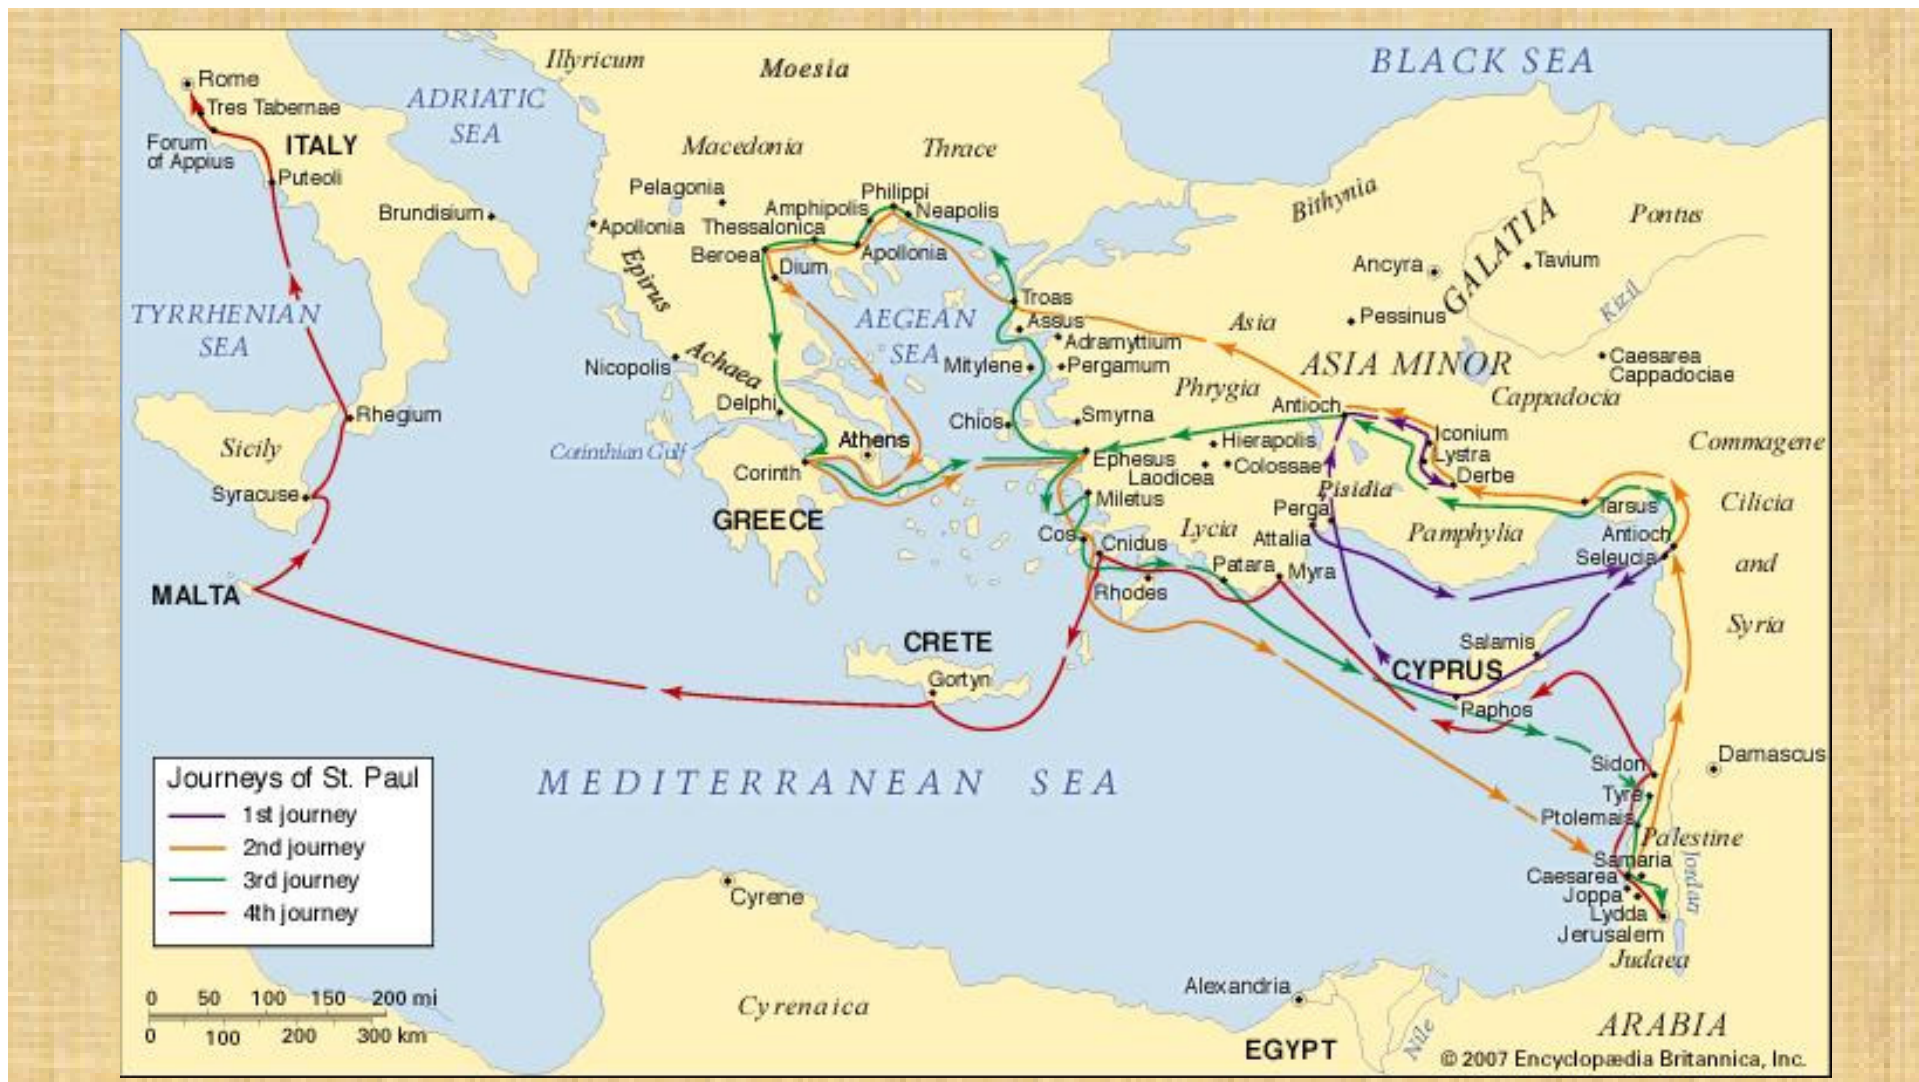 Illyricum
Moesia
BLACK SEA
Rome
Tres Tabernae
ADRIATIC
SEA
Forum
of Appius
ITALY
Macedonia
Thrace
Puteoli
Pelagonia
Philippi
Bithynia
Pontus
Brundisium
Amphipolis
Neapolis
GALATIA
Apollonia
Thessalonica
Beroea
Apollonia
Dium
Ancyra
Tavium
Epirus
Troas
Kizil
TYRRHENIAN
SEA
AEGEAN
SEA
Assus
Asia
Pessinus
Adramyttium
Nicopolis
Achaea
Mitylene
Pergamum
ASIA MINOR
Caesarea
Cappadociae
Phrygia
Cappadocia
Rhegium
Delphi
Chios
Smyrna
Antioch
Sicily
Corinthian Gulf
Athens
Hierapolis
Iconium
Lystra
Commagene
Corinth
Ephesus
Laodicea
Colossae
Derbe
Syracuse
Miletus
Pisidia
Tarsus
Cilicia
GREECE
Perga
Cos
Cnidus
Lycia
Attalia
Pamphylia
Antioch
Seleucia
and
MALTA
Patara
Myra
Rhodes
Syria
CRETE
Salamis
CYPRUS
Gortyn
Paphos
MEDITERRANEAN SEA
Sidon
Damascus
Tyre
Ptolemais
Palestine
Samaria
Jordan
Caesarea
Joppa
Lydda
Jerusalem
Judaea
Journeys of St. Paul
1st journey
2nd journey
3rd journey
4th journey
Cyrene
0 50 100 150 200 mi
0 100 200 300 km
Cyrenaica
Alexandria
Nile
EGYPT
ARABIA
© 2007 Encyclopædia Britannica, Inc.